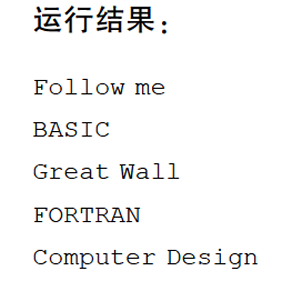 运行结果：
Follow me
BASIC
Great Wall
FORTRAN
Computer Design